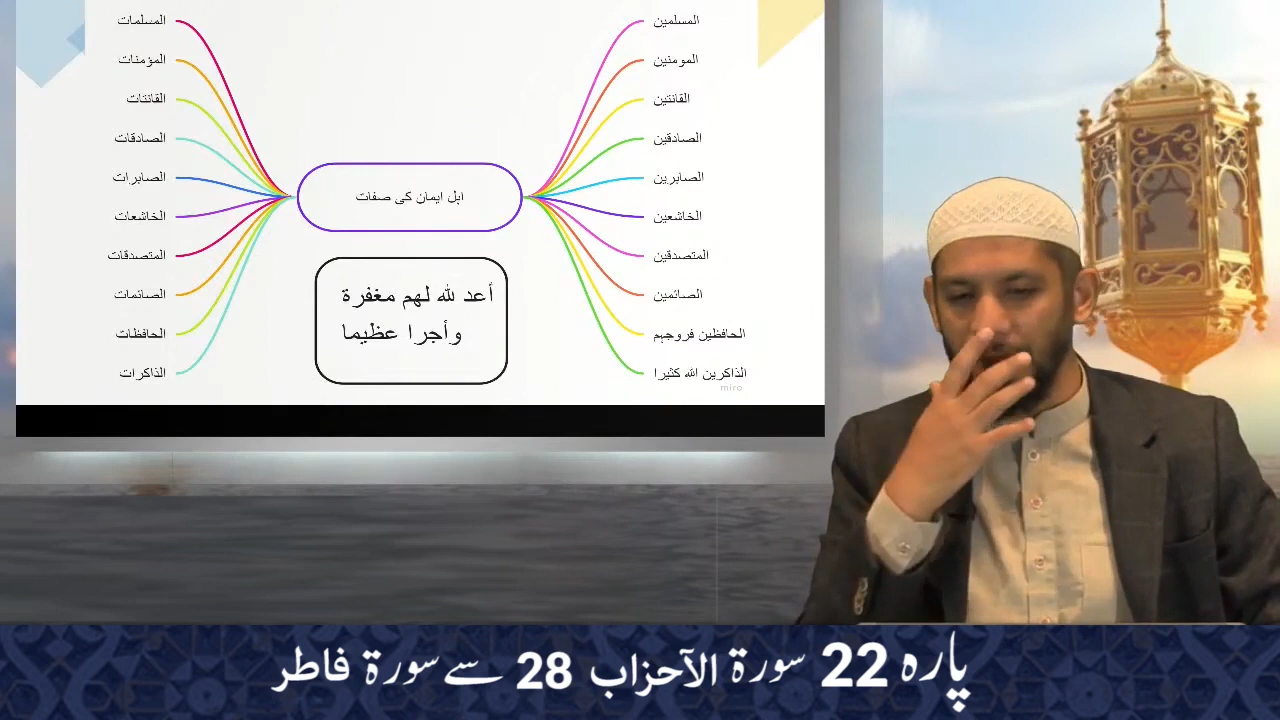 المسلمين
المومنين
القانتين
الصادقين
الصابرين
الخاشعين
المتصدقين
الصائمين
الحافظين فروجهم
الذاكرين الله كثيرا
اہل ایمان کی صفات
أعد لله لهم مغفرة
وأجرا عظيما
المسلمات
المؤمنات
القانتات
الصادقات
الصابرات
الخاشعات
المتصدقات
الصائمات
الحافظات
الذاكرات
miro
پارہ 22 سورۃ الأحزاب 28 سے سورۃ فاطر